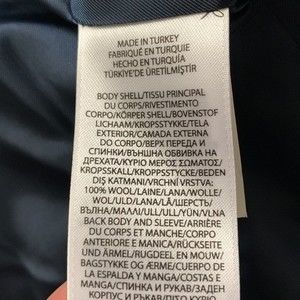 MADE IN TURKEY
FABRIQUÉ EN TURQUIE
HECHO EN TURQUÍA
TÜRKİYE'DE ÜRETİLMİŞTİR
BODY SHELL/TISSU PRINCIPAL
DU CORPS/RIVESTIMENTO
CORPO/KÖRPER SHELL/BOVENSTOF
LICHAAM/KROPSSTYKKE/TELA
EXTERIOR/CAMADA EXTERNA
DO CORPO/ВЕРХ ПЕРЕДА И
СПИНКИ/ВЪНШНА ОБВИВКА НА
ДРЕХАТА/ΚΥΡΙΟ ΜΕΡΟΣ ΣΩΜΑΤΟΣ/
KROPSSKALL/KROPPSSTYCKE/BEDEN
DIŞ KATMANI/VRCHNÍ VRSTVA:
100% WOOL/LAINE/LANA/WOLLE/
WOL/ULD/LANA/LÃ/ШЕРСТЬ/
ВЪЛНА/ΜΑΛΛΙ/ULL/ULL/YÜN/VLNA
BACK BODY AND SLEEVE/ARRIÈRE
DU CORPS ET MANCHE/CORPO
ANTERIORE E MANICA/RÜCKSEITE
UND ÄRMEL/RUGDEEL EN MOUW/
BAGSTYKKE OG ÆRME/CUERPO DE
LA ESPALDA Y MANGA/COSTAS E
MANGA/СПИНКА И РУКАВ/ЗАДЕН
КОРПУС И РЪКАВ/ΠΙΣΩ